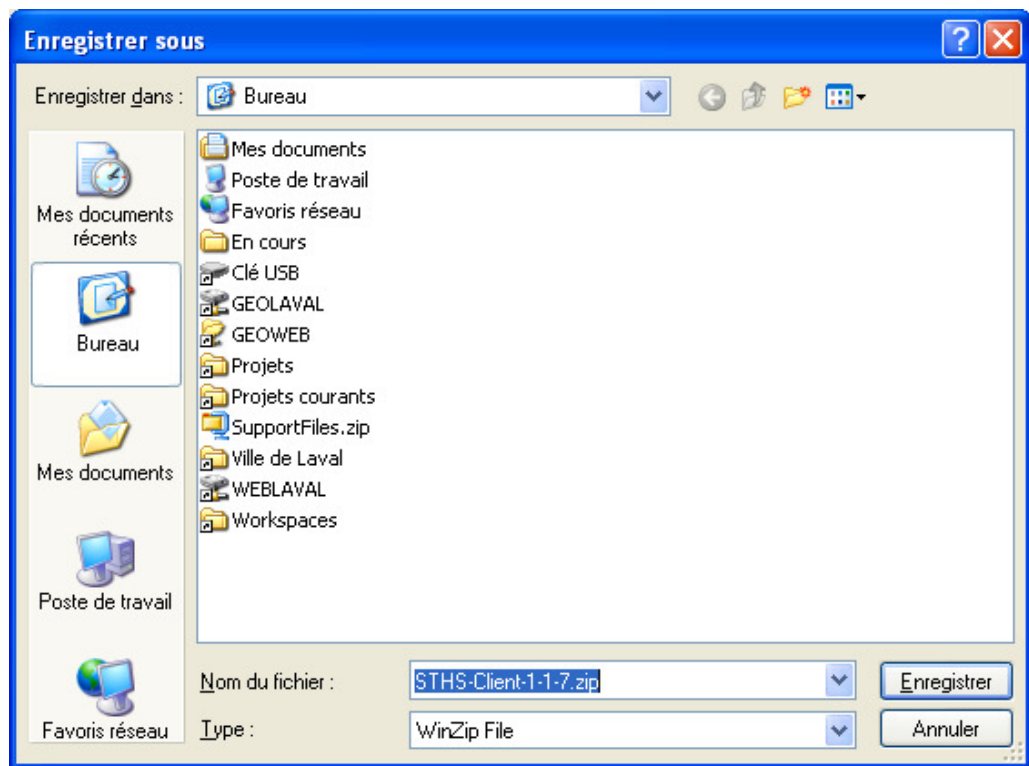 Enregistrer sous
Enregistrer dans :
Bureau
Mes documents
récents
Bureau
Mes documents
Poste de travail
Favoris réseau
Mes documents
Poste de travail
Favoris réseau
En cours
Clé USB
GEOLAVAL
GEOWEB
Projets
Projets courants
SupportFiles.zip
Ville de Laval
WEBLAVAL
Workspaces
Nom du fichier :
STHS-Client-1-1-7.zip
Enregistrer
Type :
WinZip File
Annuler